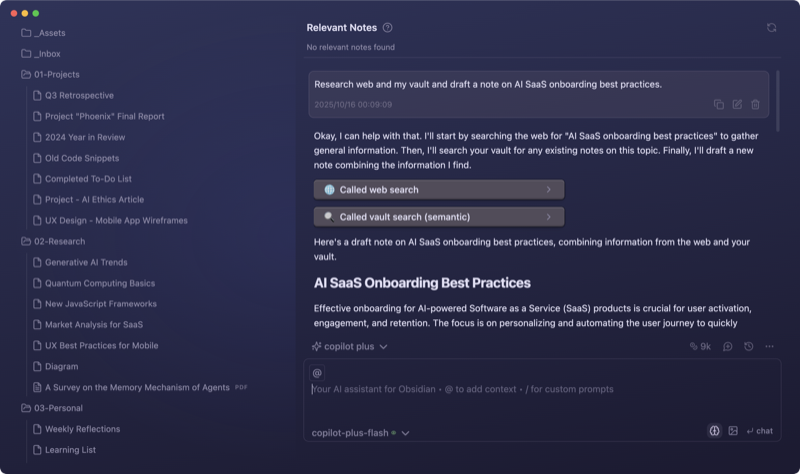 _Assets
_Inbox
01-Projects
Q3 Retrospective
Project "Phoenix" Final Report
2024 Year in Review
Old Code Snippets
Completed To-Do List
Project - AI Ethics Article
UX Design - Mobile App Wireframes
02-Research
Generative AI Trends
Quantum Computing Basics
New JavaScript Frameworks
Market Analysis for SaaS
UX Best Practices for Mobile
Diagram
A Survey on the Memory Mechanism of Agents PDF
03-Personal
Weekly Reflections
Learning List
Relevant Notes
No relevant notes found
Research web and my vault and draft a note on AI SaaS onboarding best practices.
2025/10/16 00:09:09
Okay, I can help with that. I'll start by searching the web for "AI SaaS onboarding best practices" to gather
general information. Then, I'll search your vault for any existing notes on this topic. Finally, I'll draft a new
note combining the information I find.
Called web search
Called vault search (semantic)
Here's a draft note on AI SaaS onboarding best practices, combining information from the web and your
vault.
AI SaaS Onboarding Best Practices
Effective onboarding for AI-powered Software as a Service (SaaS) products is crucial for user activation,
engagement, and retention. The focus is on personalizing and automating the user journey to quickly
copilot plus
9k
@
Your AI assistant for Obsidian • @ to add context • / for custom prompts
copilot-plus-flash
chat